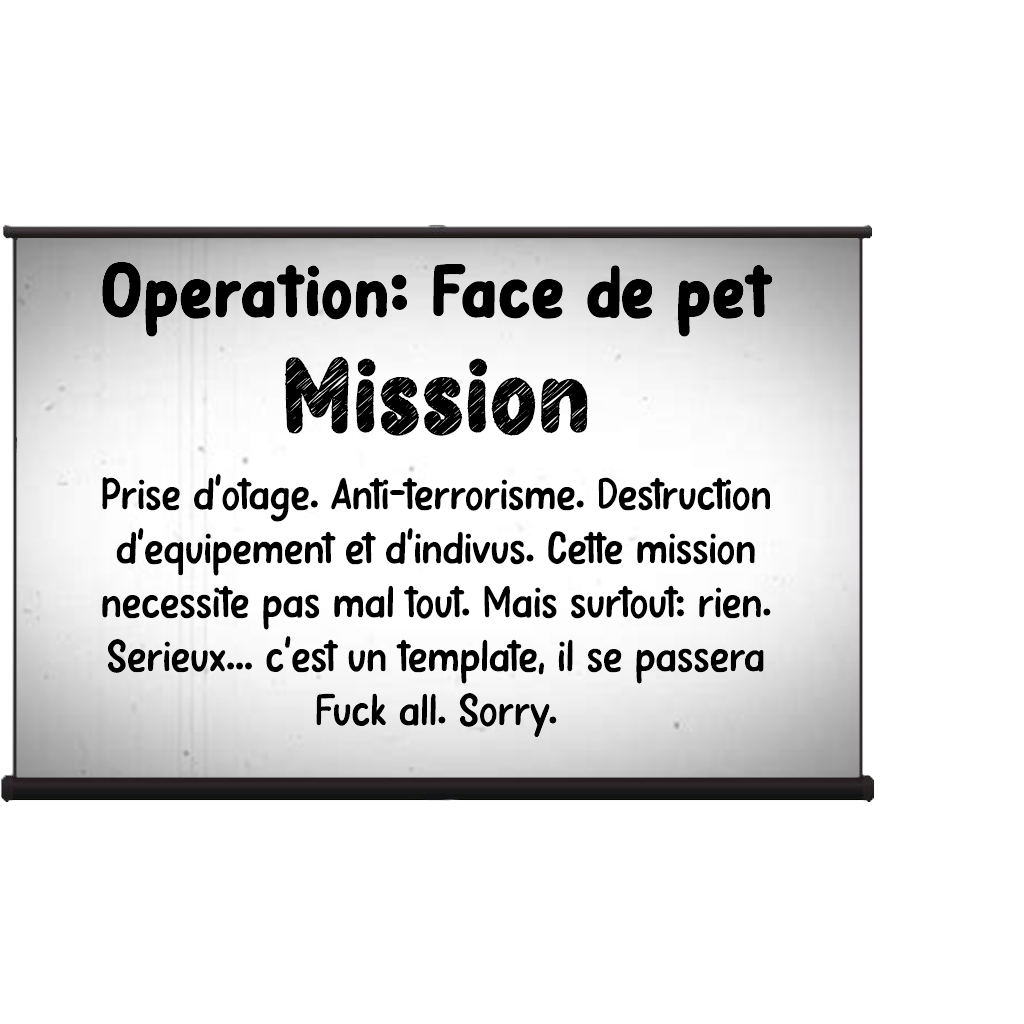 Operation: Face de pet
Mission
Prise d'otage. Anti-terrorisme. Destruction
d'equipement et d'indivus. Cette mission
necessite pas mal tout. Mais surtout: rien.
Serieux... c'est un template, il se passera
Fuck all. Sorry.